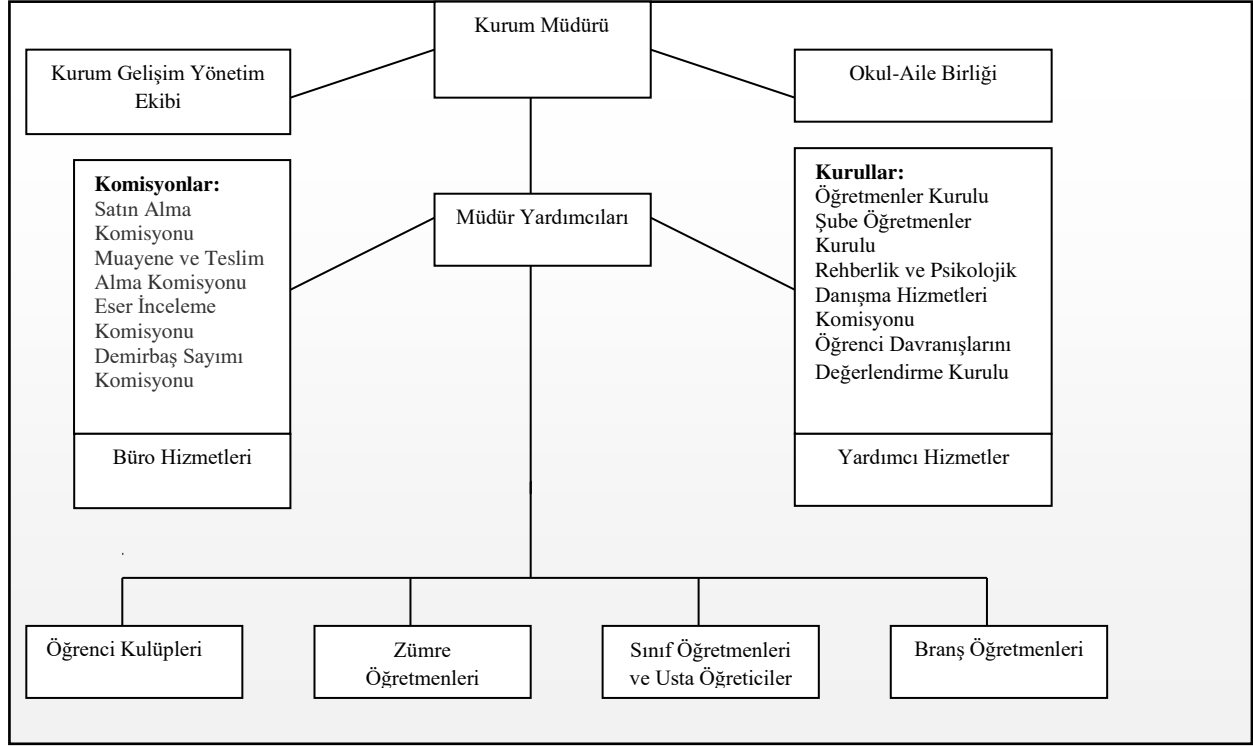 Kurum Müdürü
Kurum Gelişim Yönetim
Ekibi
Okul-Aile Birliği
Komisyonlar:
Satın Alma
Komisyonu
Muayene ve Teslim
Alma Komisyonu
Eser İnceleme
Komisyonu
Demirbaş Sayımı
Komisyonu
Müdür Yardımcıları
Kurullar:
Öğretmenler Kurulu
Şube Öğretmenler
Kurulu
Rehberlik ve Psikolojik
Danışma Hizmetleri
Komisyonu
Öğrenci Davranışlarını
Değerlendirme Kurulu
Büro Hizmetleri
Yardımcı Hizmetler
Öğrenci Kulüpleri
Zümre
Öğretmenleri
Sınıf Öğretmenleri
ve Usta Öğreticiler
Branş Öğretmenleri